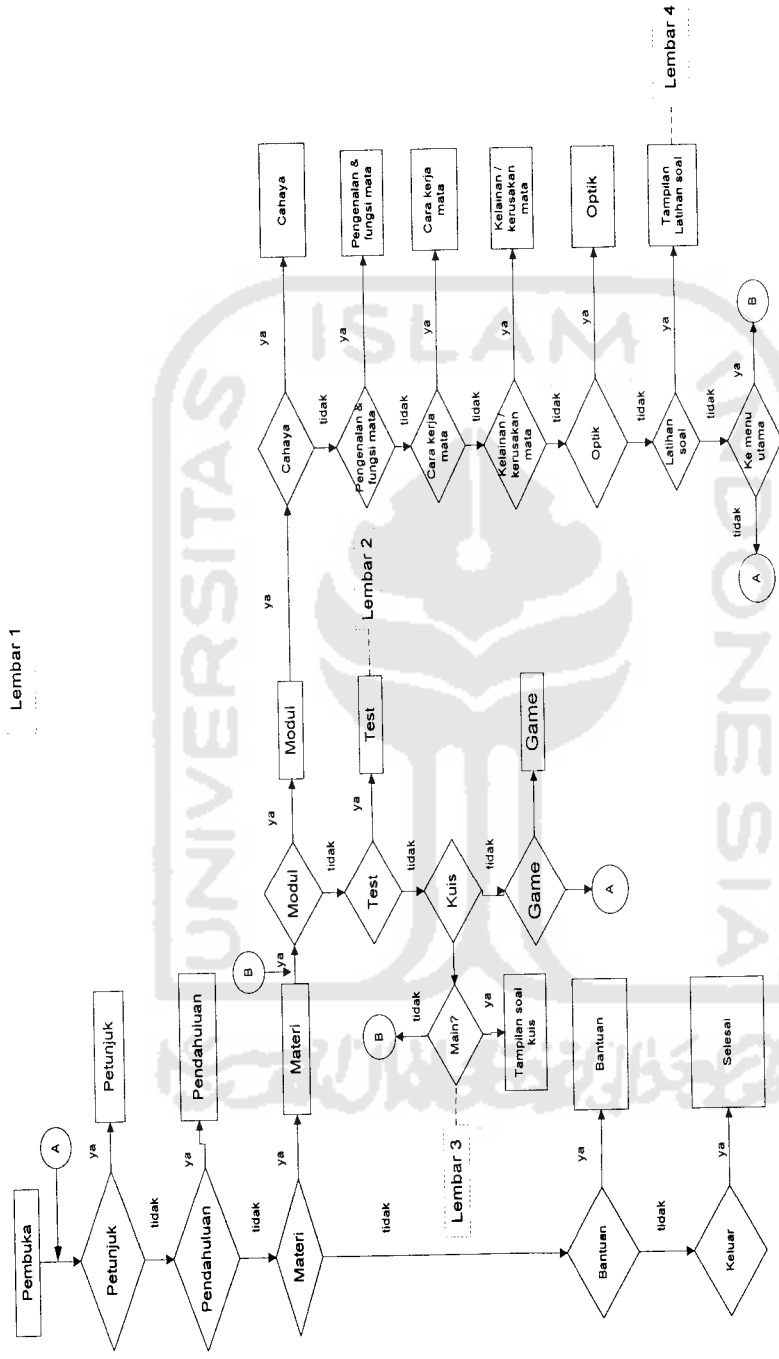 Lembar 1
Pembuka
A
Petunjuk
ya
Petunjuk
tidak
Pendahuluan
ya
Pendahuluan
tidak
Materi
ya
Materi
tidak
Bantuan
ya
Bantuan
tidak
Keluar
ya
Selesai
B
ya
Modul
ya
Modul
tidak
Test
ya
Test
Lembar 2
tidak
Kuis
tidak
Game
Game
A
Main?
tidak
B
ya
Tampilan soal
kuis
Lembar 3
ya
Cahaya
ya
Cahaya
tidak
Pengenalan &
fungsi mata
ya
Pengenalan &
fungsi mata
tidak
Cara kerja
mata
ya
Cara kerja
mata
tidak
Kelainan /
kerusakan
mata
ya
Kelainan /
kerusakan
mata
tidak
Optik
ya
Optik
tidak
Latihan
soal
ya
Tampilan
Latihan soal
Lembar 4
tidak
Ke menu
utama
ya
B
tidak
A
UNIVERSITAS
ISLAM
INDONESIA